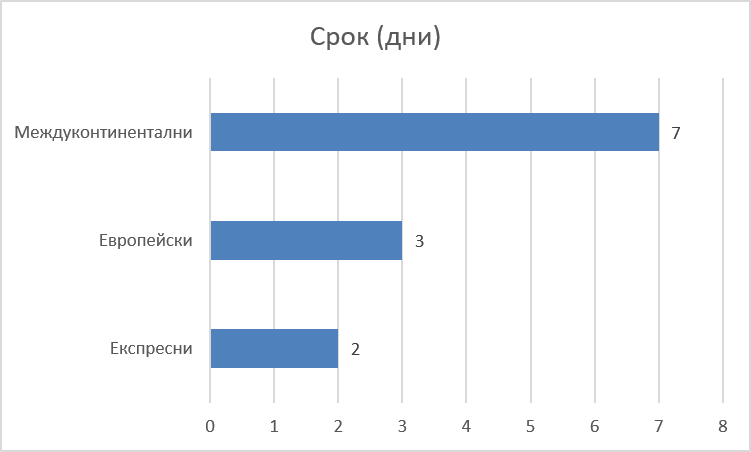 Срок (дни)
Междуконтинентални
7
Европейски
3
Експресни
2
0 1 2 3 4 5 6 7 8